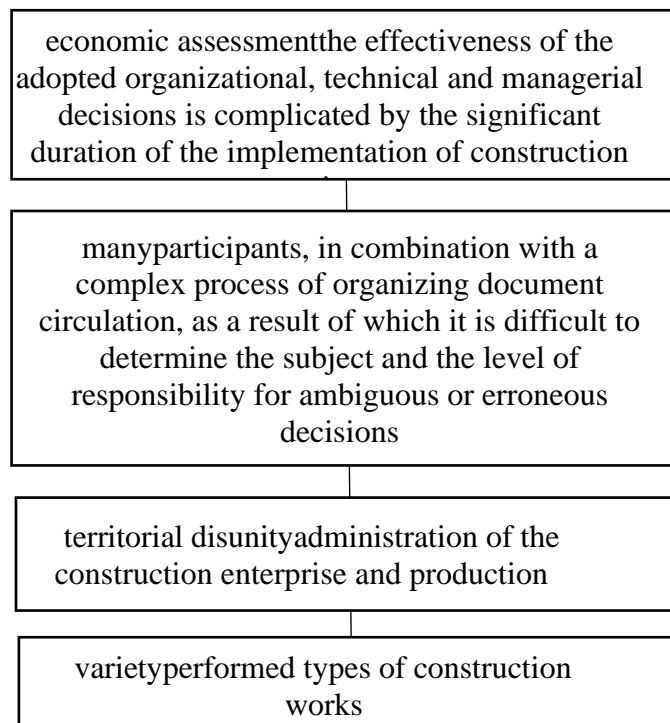 economic assessmentthe effectiveness of the
adopted organizational, technical and managerial
decisions is complicated by the significant
duration of the implementation of construction
manyparticipants, in combination with a
complex process of organizing document
circulation, as a result of which it is difficult to
determine the subject and the level of
responsibility for ambiguous or erroneous
decisions
territorial disunityadministration of the
construction enterprise and production
varietyperformed types of construction
works